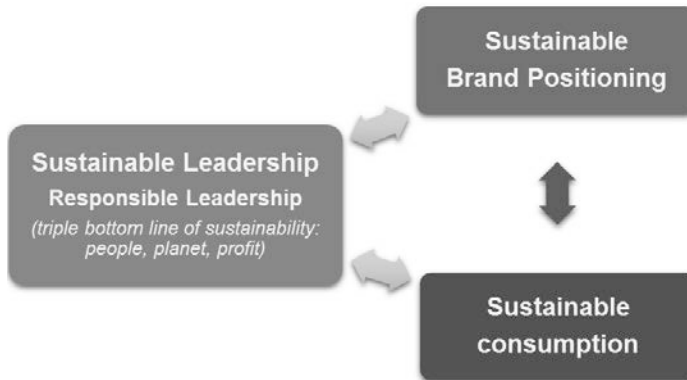 Sustainable
Brand Positioning
Sustainable Leadership
Responsible Leadership
(triple bottom line of sustainability:
people, planet, profit)
Sustainable
consumption